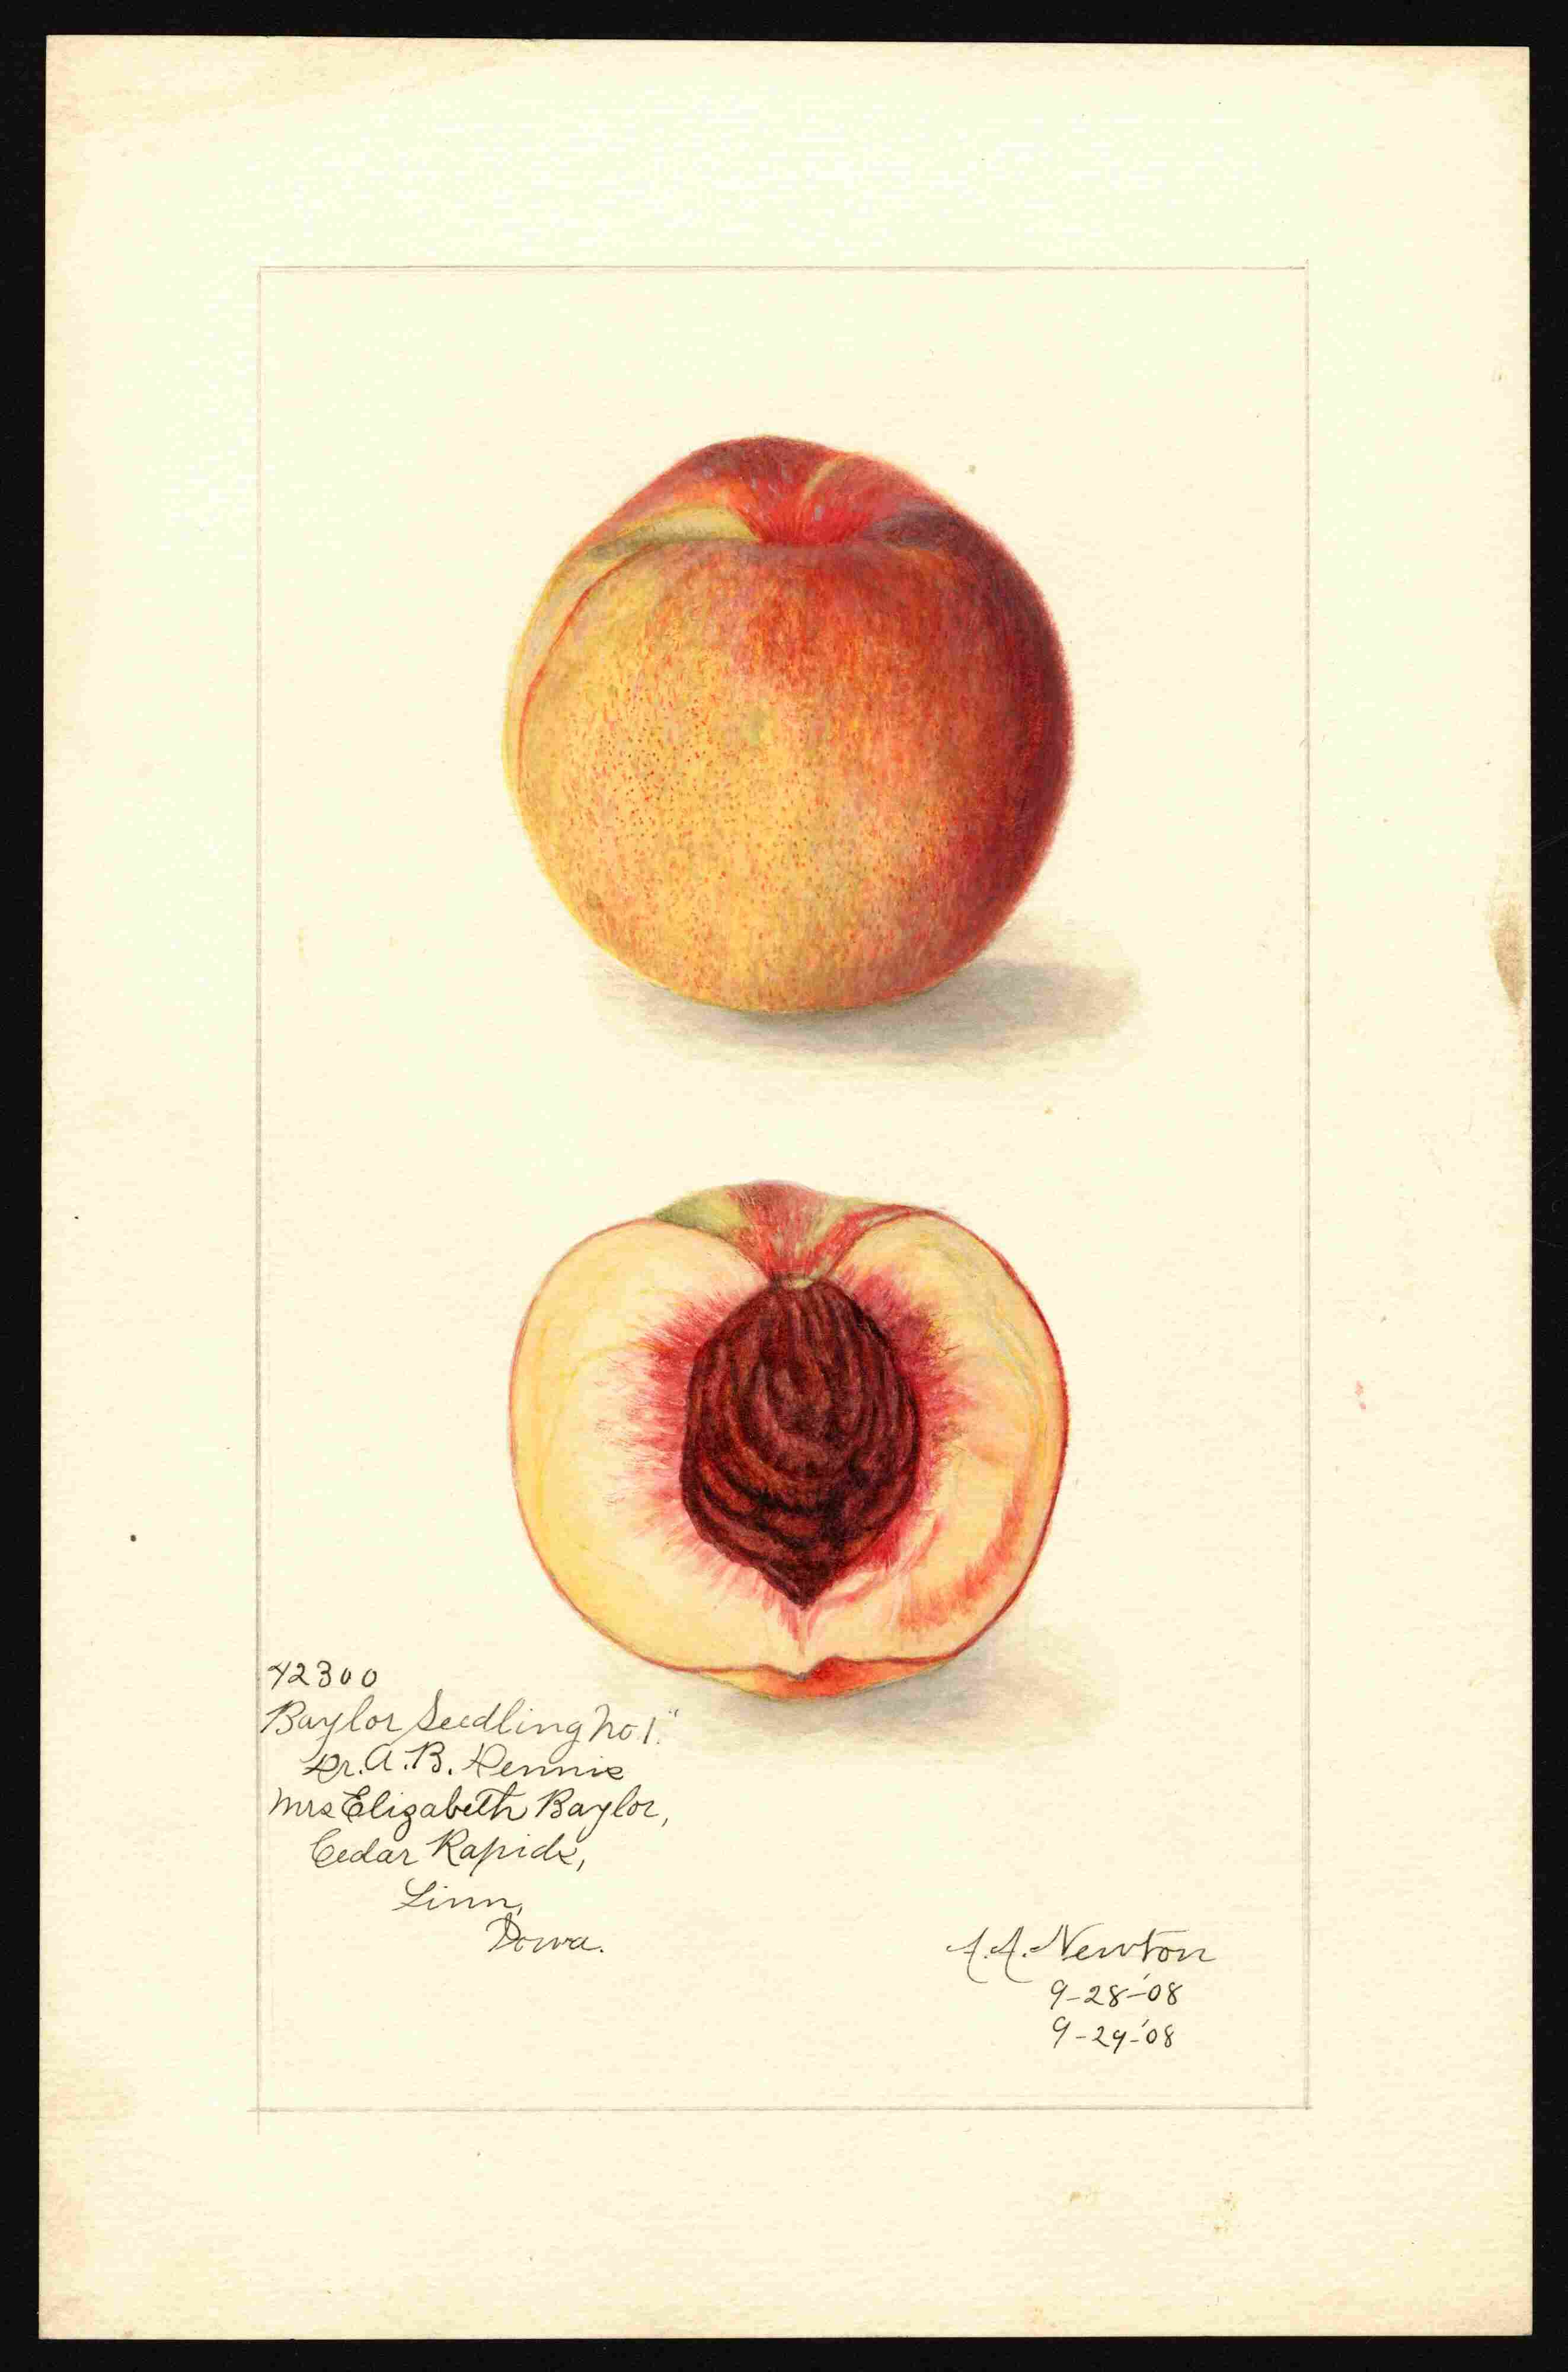 42300
Baylor Seedling No 1."
Dr. A. B. Dennis
Mrs Elizabeth Baylor,
Cedar Rapids,
Linn,
Iowa.
A. A. Newton
9-28-'08
9-29-'08